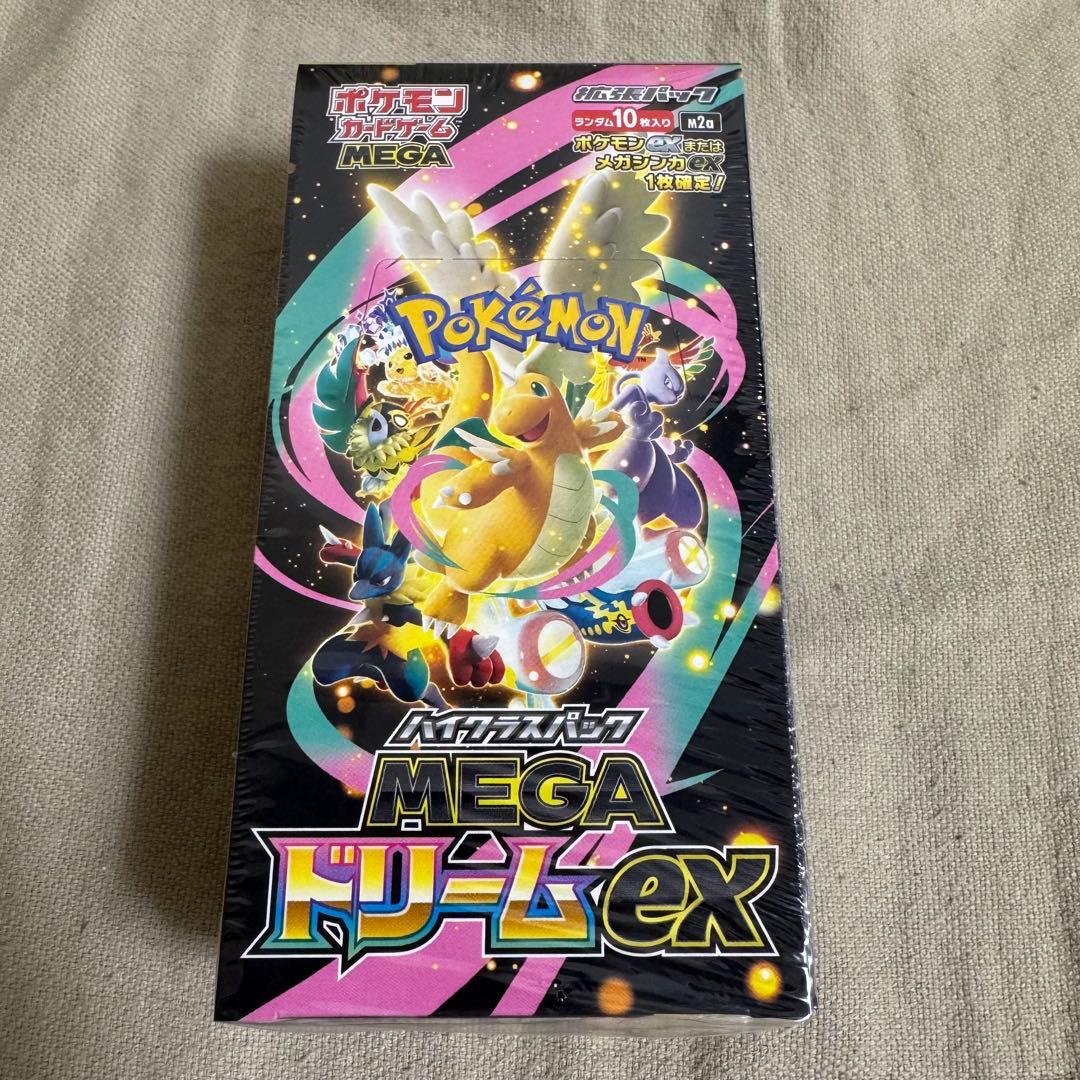 ポケモン
カードゲーム
MEGA
拡張パック
ランダム10枚入り M2a
ポケモンexまたは
メガシンカex
1枚確定!
POKÉMON
TM
ハイクラスパック
MEGA
ドリームex